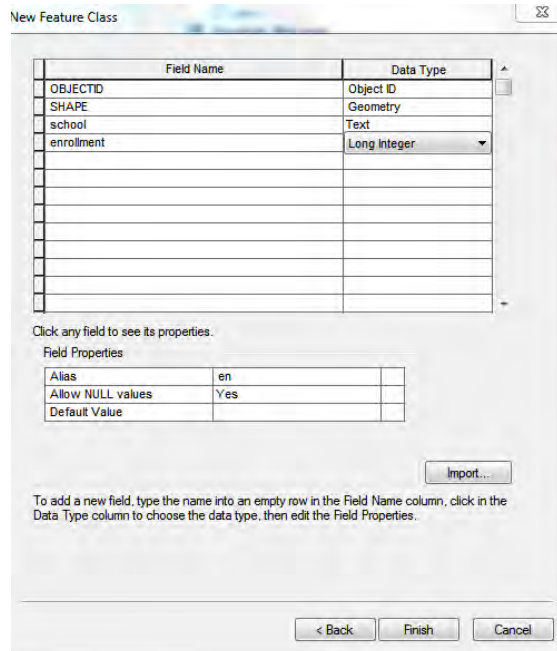 New Feature Class
Field Name Data Type
OBJECTID Object ID
SHAPE Geometry
school Text
enrollment Long Integer
Click any field to see its properties.
Field Properties
Alias en
Allow NULL values Yes
Default Value
Import...
To add a new field, type the name into an empty row in the Field Name column, click in the
Data Type column to choose the data type, then edit the Field Properties.
< Back Finish Cancel